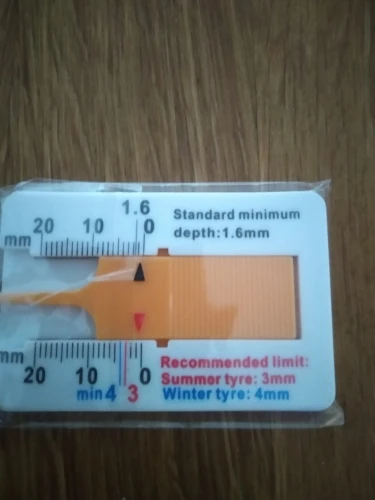 1.6
20 10 0
mm
Standard minimum
depth:1.6mm
mm
20 10 0
min 4 3
Recommended limit:
Summor tyre: 3mm
Winter tyre: 4mm